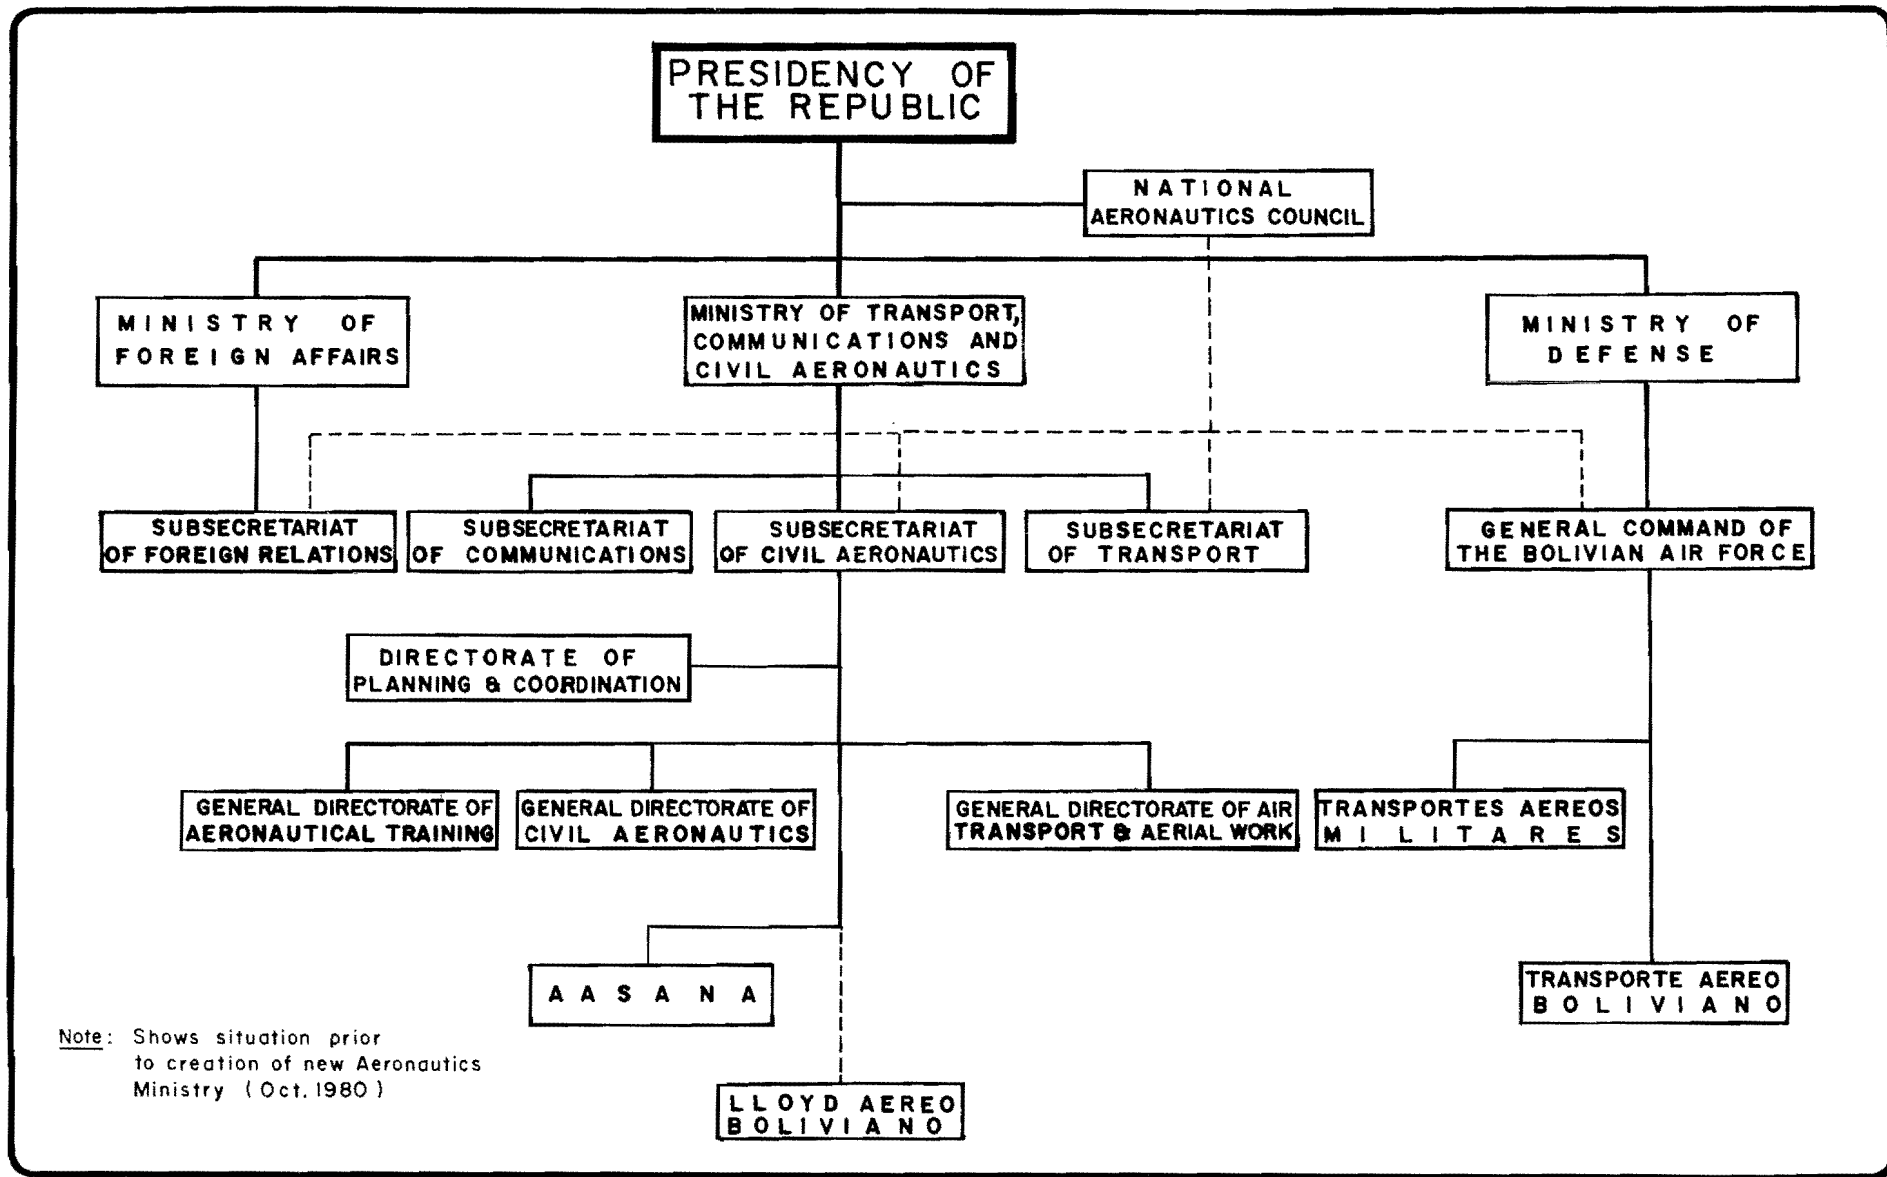 PRESIDENCY OF
THE REPUBLIC
NATIONAL
AERONAUTICS COUNCIL
MINISTRY OF
FOREIGN AFFAIRS
MINISTRY OF TRANSPORT,
COMMUNICATIONS AND
CIVIL AERONAUTICS
MINISTRY OF
DEFENSE
SUBSECRETARIAT
OF FOREIGN RELATIONS
SUBSECRETARIAT
OF COMMUNICATIONS
SUBSECRETARIAT
OF CIVIL AERONAUTICS
SUBSECRETARIAT
OF TRANSPORT
GENERAL COMMAND OF
THE BOLIVIAN AIR FORCE
DIRECTORATE OF
PLANNING & COORDINATION
GENERAL DIRECTORATE OF
AERONAUTICAL TRAINING
GENERAL DIRECTORATE OF
CIVIL AERONAUTICS
GENERAL DIRECTORATE OF AIR
TRANSPORT & AERIAL WORK
TRANSPORTES AEREOS
MILITARES
AASANA
TRANSPORTE AEREO
BOLIVIANO
Note: Shows situation prior
to creation of new Aeronautics
Ministry (Oct. 1980)
LLOYD AEREO
BOLIVIANO